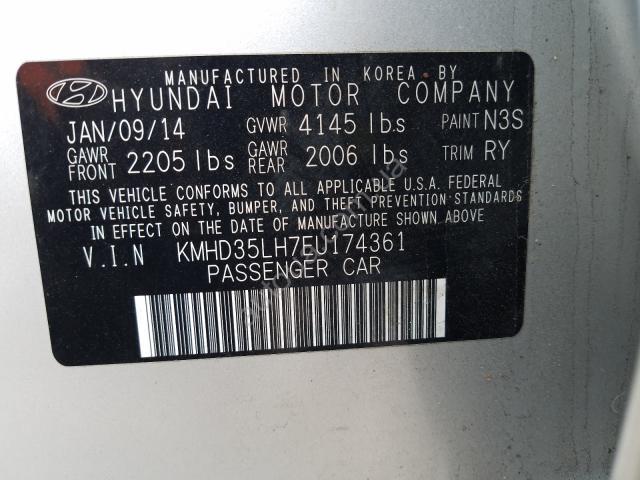 MANUFACTURED IN KOREA BY
HYUNDAI MOTOR COMPANY
JAN/09/14 GVWR 4145 lbs PAINT N3S
GAWR FRONT 2205 lbs GAWR REAR 2006 lbs TRIM RY
THIS VEHICLE CONFORMS TO ALL APPLICABLE U.S.A. FEDERAL
MOTOR VEHICLE SAFETY, BUMPER, AND THEFT PREVENTION STANDARDS
IN EFFECT ON THE DATE OF MANUFACTURE SHOWN ABOVE
V.I.N KMHD35LH7EU174361
PASSENGER CAR